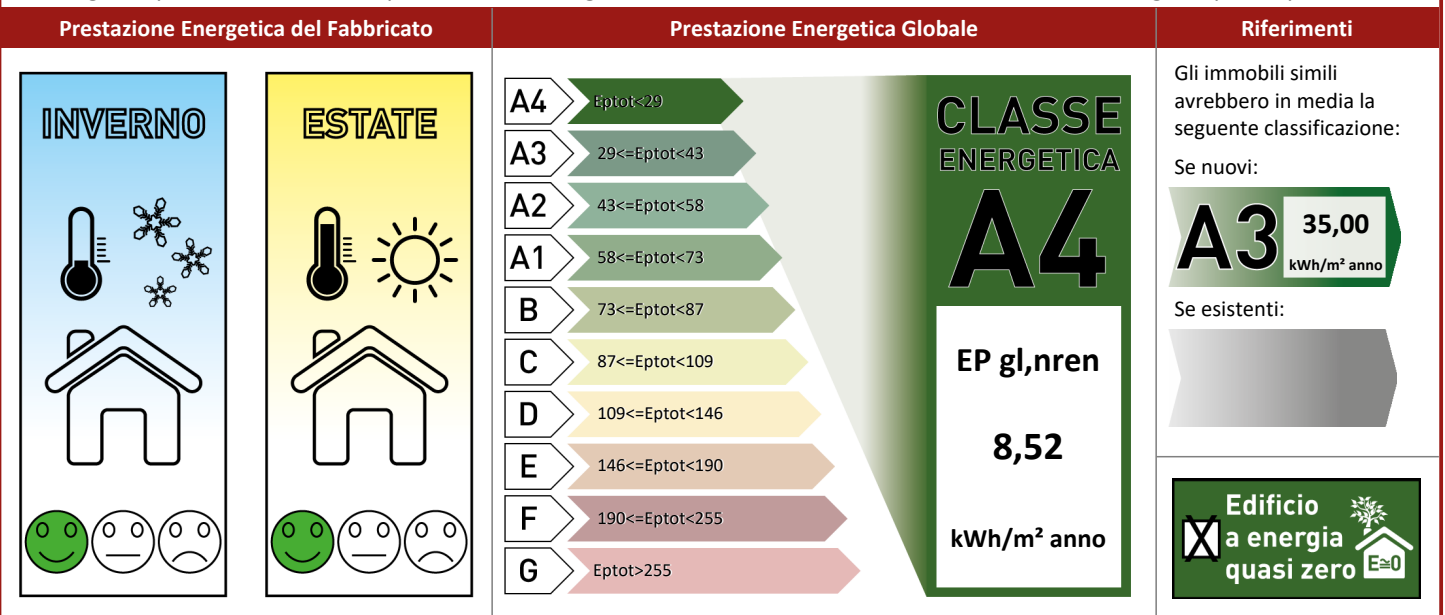 Prestazione Energetica del Fabbricato
Prestazione Energetica Globale
Riferimenti
INVERNO
ESTATE
A4
Eptot<29
A3
29<=Eptot<43
A2
43<=Eptot<58
A1
58<=Eptot<73
B
73<=Eptot<87
C
87<=Eptot<109
D
109<=Eptot<146
E
146<=Eptot<190
F
190<=Eptot<255
G
Eptot>255
CLASSE
ENERGETICA
A4
EP gl,nren
8,52
kWh/m² anno
Gli immobili simili
avrebbero in media la
seguente classificazione:
Se nuovi:
A3
35,00
kWh/m² anno
Se esistenti:
X
Edificio
a energia
quasi zero
E≅0